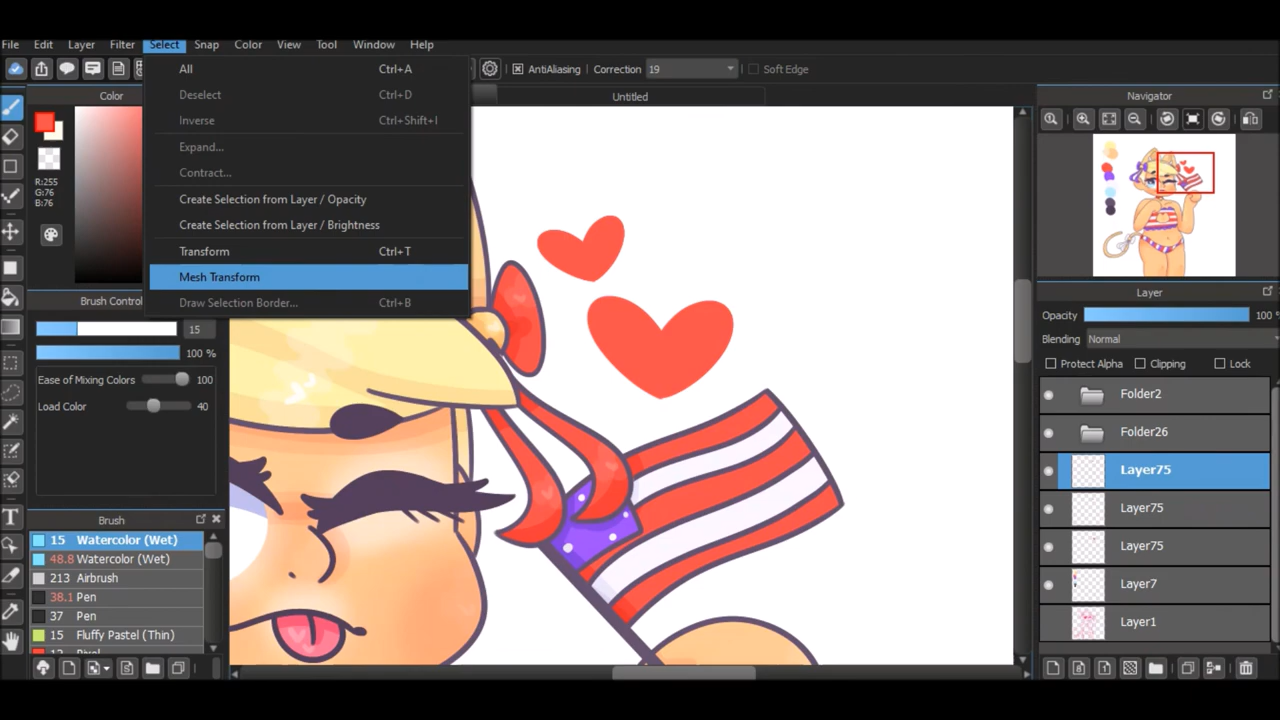 File Edit Layer Filter Select Snap Color View Tool Window Help
AntiAliasing Correction 19 Soft Edge
Untitled
All Ctrl+A
Deselect Ctrl+D
Inverse Ctrl+Shift+I
Expand...
Contract...
Create Selection from Layer / Opacity
Create Selection from Layer / Brightness
Transform Ctrl+T
Mesh Transform
Draw Selection Border... Ctrl+B
Color
R:255
G:76
B:76
Brush Control
15
100 %
Ease of Mixing Colors 100
Load Color 40
Brush
15 Watercolor (Wet)
48.8 Watercolor (Wet)
213 Airbrush
38.1 Pen
37 Pen
15 Fluffy Pastel (Thin)
Navigator
Layer
Opacity 100 %
Blending Normal
Protect Alpha Clipping Lock
Folder2
Folder26
Layer75
Layer75
Layer75
Layer7
Layer1